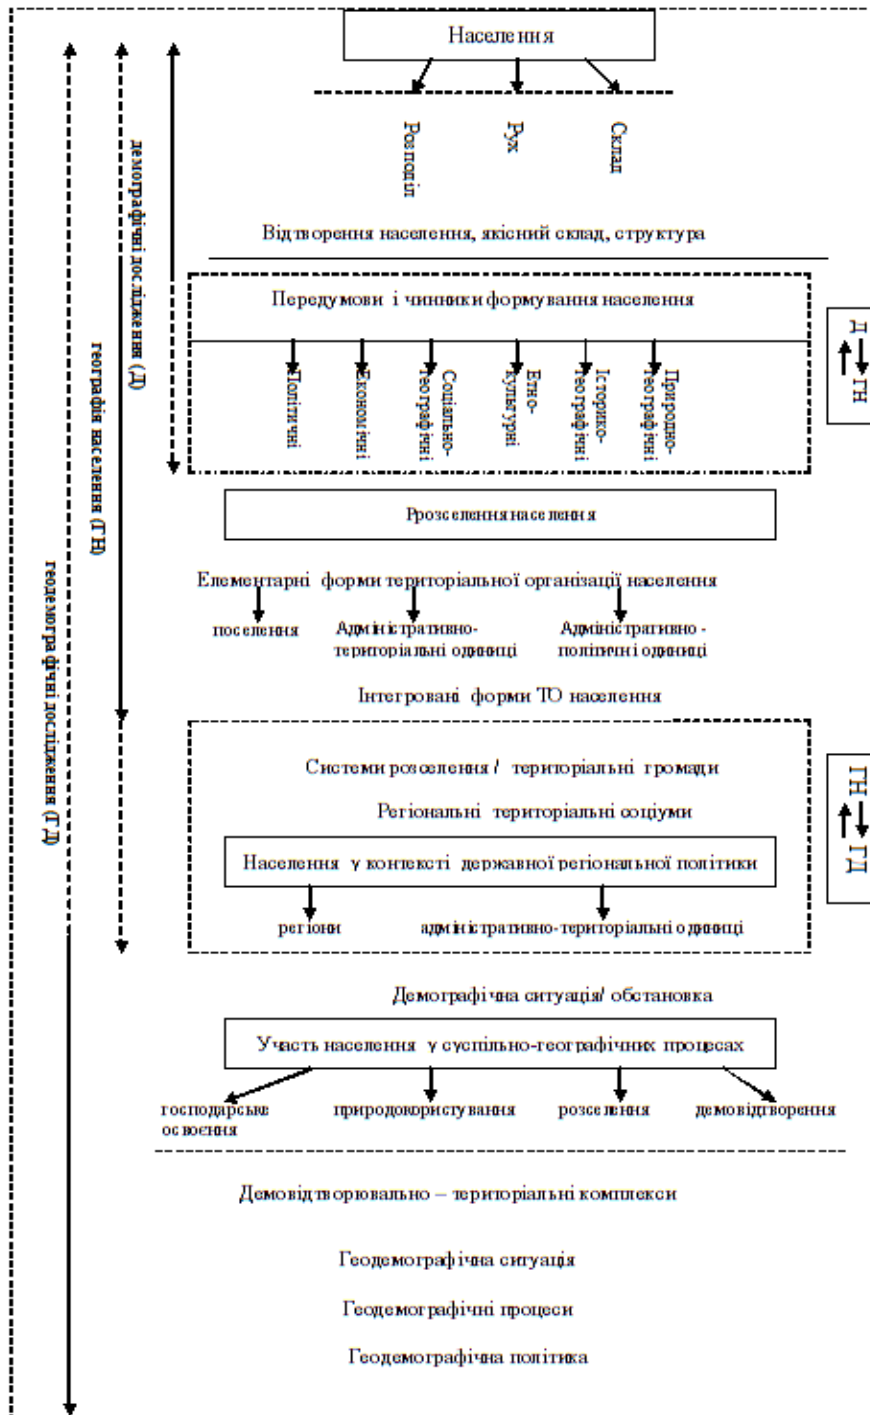 Населення
Розподіл
Рух
Склад
демографічні дослідження (Д)
географія населення (ГН)
геодемографічні дослідження (ГД)
Відтворення населення, якісний склад, структура
Передумови і чинники формування населення
Політичні
Економічні
Соціально-
географічні
Етно-
культурні
Історико-
географічні
Природно-
географічні
Д
ГН
Ррозселення населення
Елементарні форми територіальної організації населення
поселення
Адміністративно-
територіальні одиниці
Адміністративно -
політичні одиниці
Інтегровані форми ТО населення
Системи розселення / територіальні громади
Регіональні територіальні соціуми
ГН
ГД
Населення у контексті державної регіональної політики
регіони
адміністративно-територіальні одиниці
Демографічна ситуація/ обстановка
Участь населення у суспільно-географічних процесах
господарське
освоєння
природокористування
розселення
демовідтворення
Демовідтворювально – територіальні комплекси
Геодемографічна ситуація
Геодемографічні процеси
Геодемографічна політика